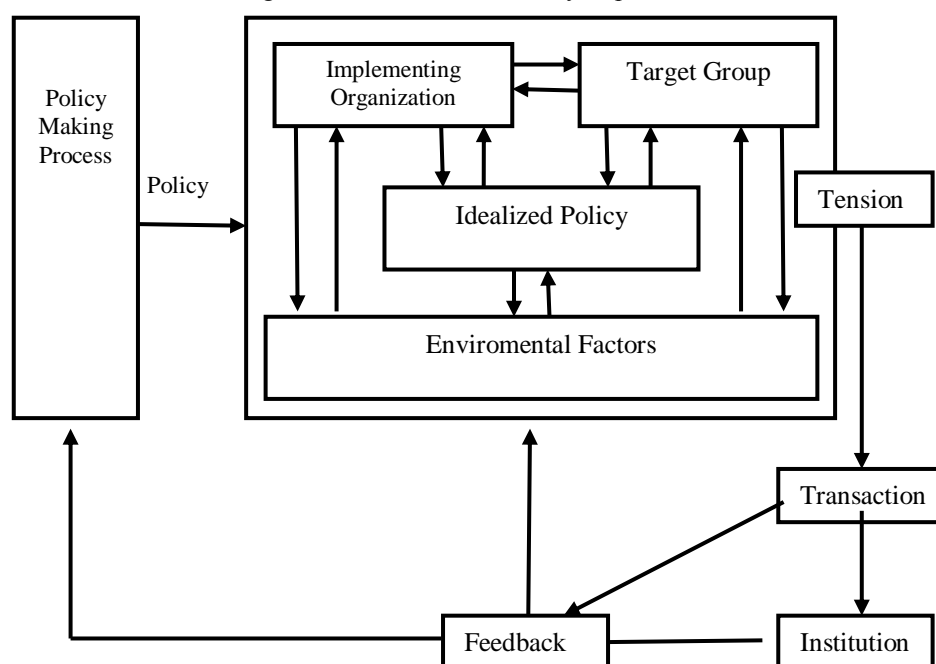 Policy
Making
Process
Policy
Implementing
Organization
Target Group
Idealized Policy
Enviromental Factors
Tension
Transaction
Feedback
Institution